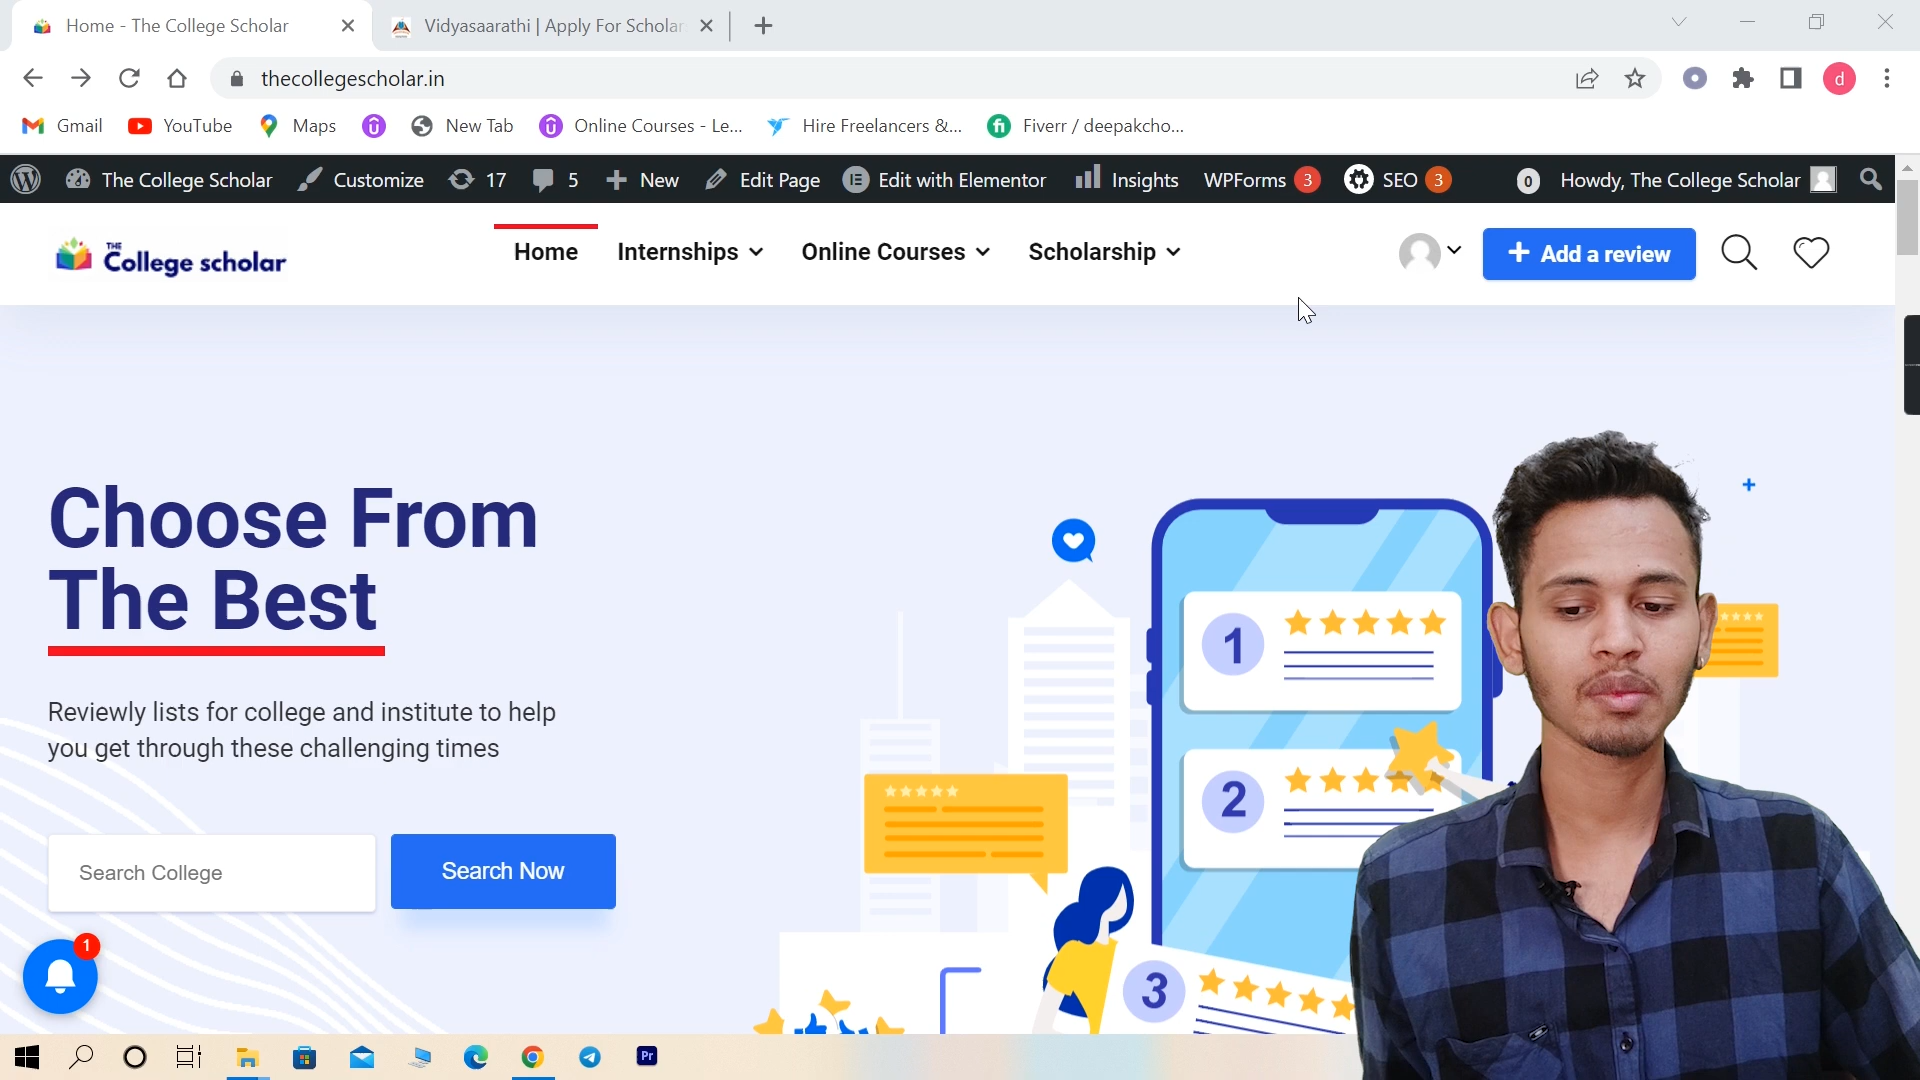 Home - The College Scholar
Vidyasaarathi | Apply For Scholar
thecollegescholar.in
d
Gmail
YouTube
Maps
New Tab
Online Courses - Le...
Hire Freelancers &...
Fiverr / deepakcho...
The College Scholar
Customize
17
5
New
Edit Page
Edit with Elementor
Insights
WPForms 3
SEO 3
0
Howdy, The College Scholar
THE
College scholar
Home
Internships
Online Courses
Scholarship
+ Add a review
Choose From
The Best
Reviewly lists for college and institute to help
you get through these challenging times
Search College
Search Now
1
1
2
3
Pr